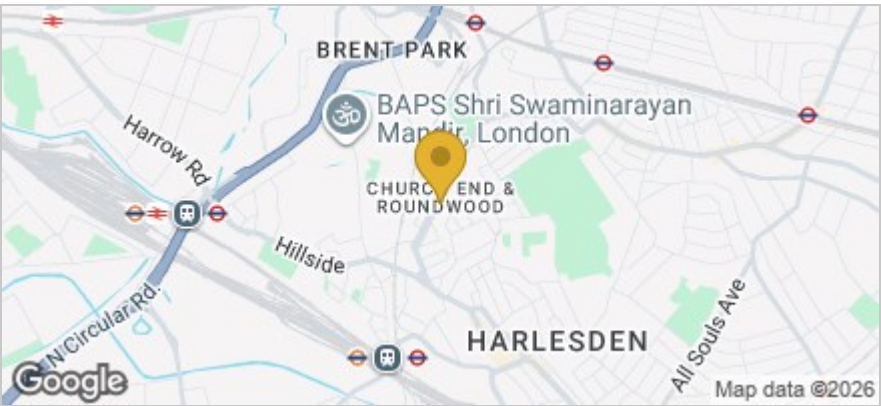 BRENT PARK
BAPS Shri Swaminarayan
Mandir, London
Harrow Rd
CHURCH END &
ROUNDWOOD
Hillside
N Circular Rd.
HARLESDEN
All Souls Ave
Google
Map data ©2026